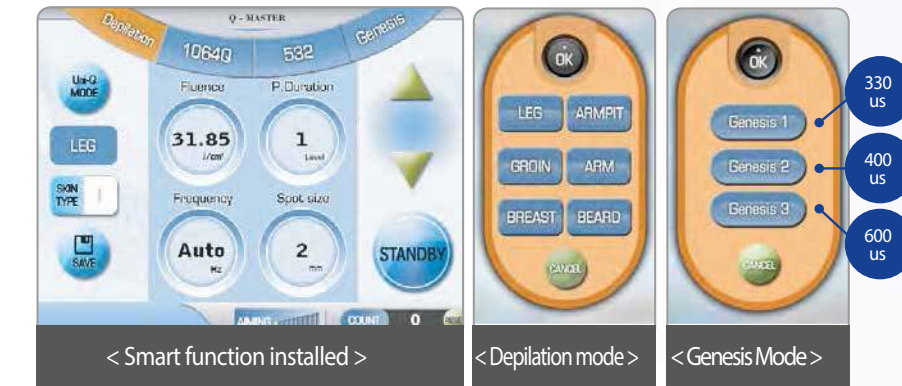 Q - MASTER
Depilation
1064Q
532
Genesis
Uni-Q
MODE
Fluence
P.Duration
31.85
J/cm²
1
Level
LEG
SKIN
TYPE
I
Frequency
Spot size
Auto
Hz
2
mm
SAVE
STANDBY
AIMING :
COUNT
0
< Smart function installed >
OK
LEG
ARMPIT
GROIN
ARM
BREAST
BEARD
CANCEL
< Depilation mode >
OK
Genesis 1
Genesis 2
Genesis 3
CANCEL
330
us
400
us
600
us
< Genesis Mode >